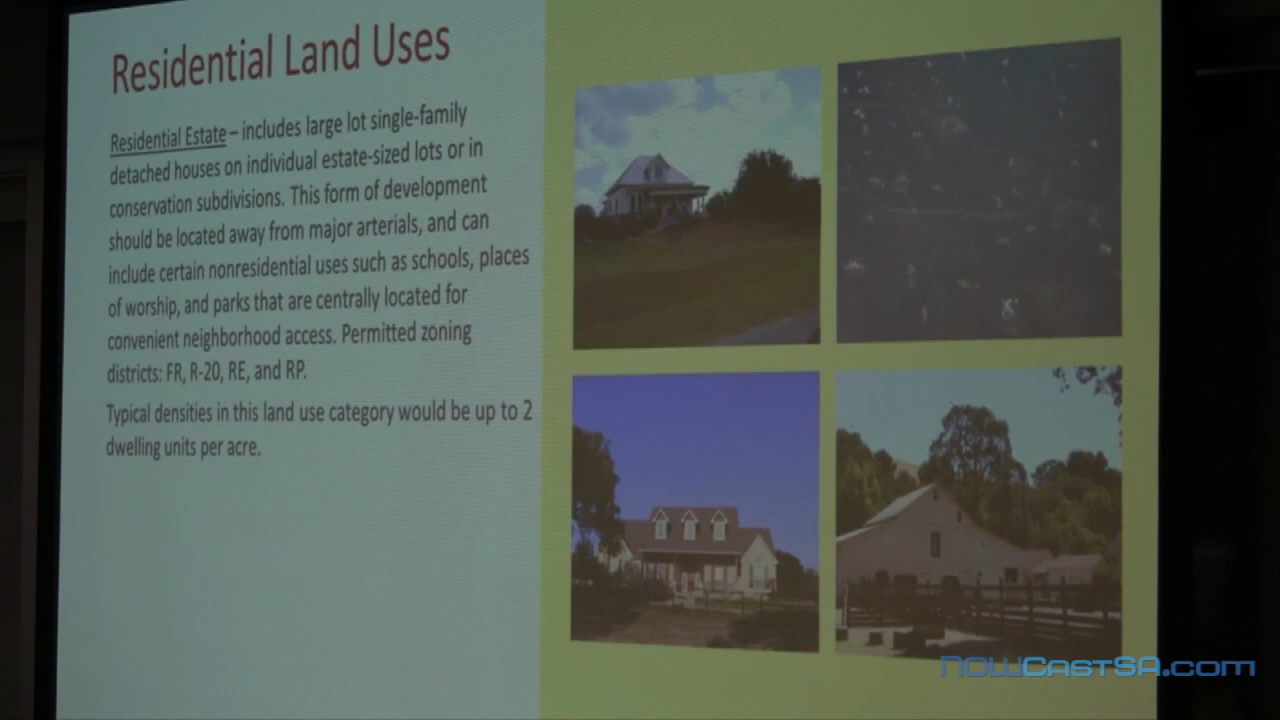 Residential Land Uses
Residential Estate – includes large lot single-family
detached houses on individual estate-sized lots or in
conservation subdivisions. This form of development
should be located away from major arterials, and can
include certain nonresidential uses such as schools, places
of worship, and parks that are centrally located for
convenient neighborhood access. Permitted zoning
districts: FR, R-20, RE, and RP.
Typical densities in this land use category would be up to 2
dwelling units per acre.
NOWCASTSA.com